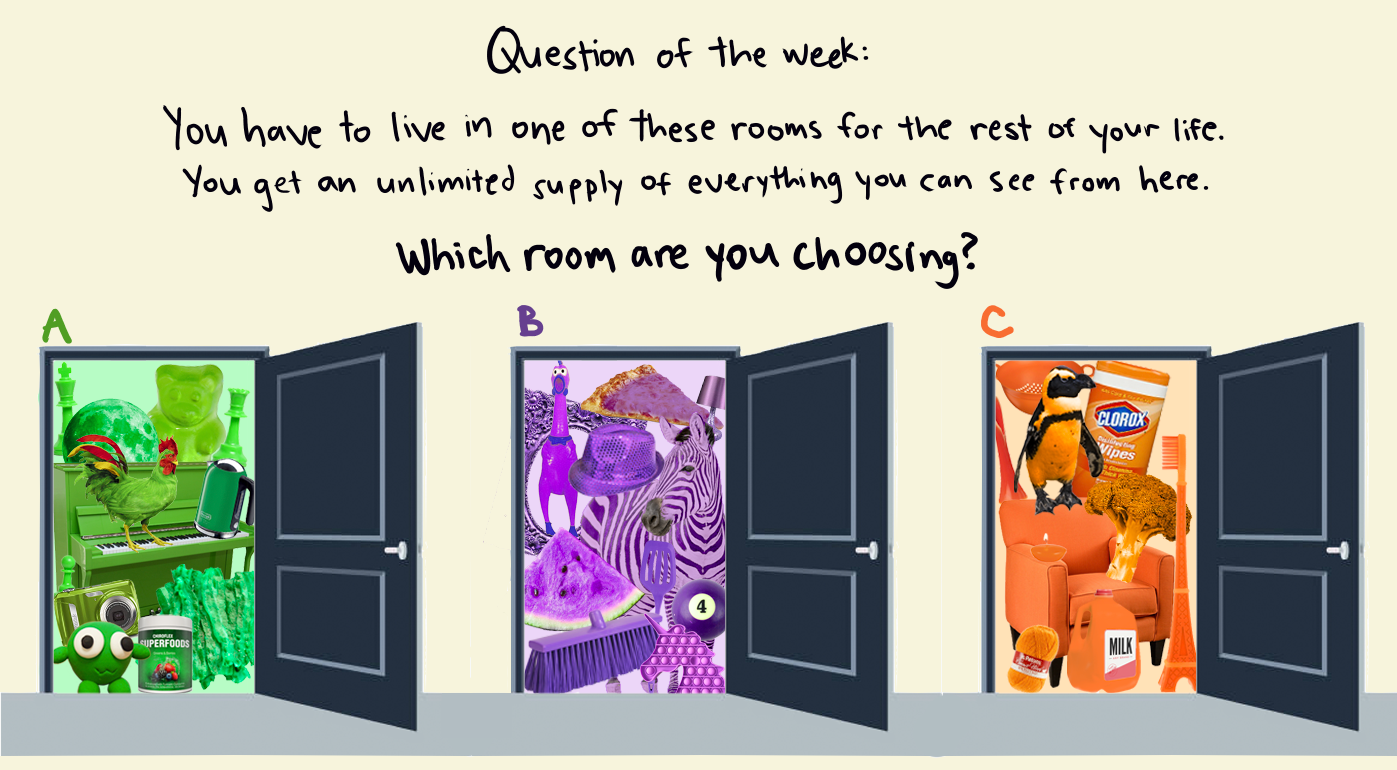 Question of the week:
You have to live in one of these rooms for the rest of your life.
You get an unlimited supply of everything you can see from here.
Which room are you choosing?
A
B
C
CLOROX
Disinfecting
Wipes
4
SUPERFOODS
MILK